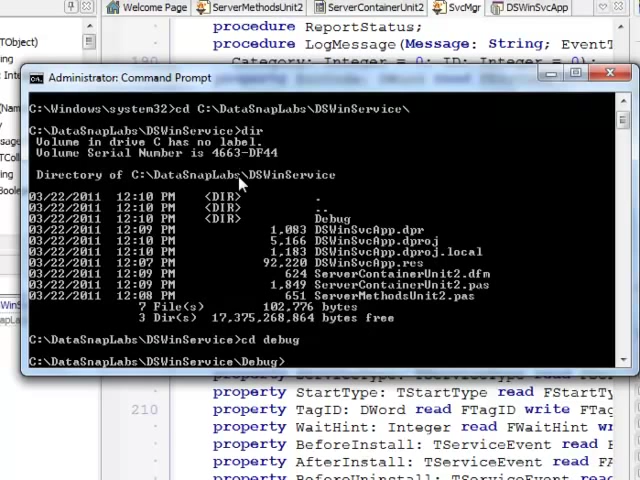 Welcome Page ServerMethodsUnit2 ServerContainerUnit2 SvcMgr DSWinSvcApp
procedure ReportStatus;
procedure LogMessage(Message: String; EventT
Category: Integer = 0; ID: Integer = 0);
Administrator: Command Prompt
C:\Windows\system32>cd C:\DataSnapLabs\DSWinService\
C:\DataSnapLabs\DSWinService>dir
Volume in drive C has no label.
Volume Serial Number is 4663-DF44
Directory of C:\DataSnapLabs\DSWinService
03/22/2011 12:10 PM <DIR> .
03/22/2011 12:10 PM <DIR> ..
03/22/2011 12:10 PM <DIR> Debug
03/22/2011 12:09 PM 1,083 DSWinSvcApp.dpr
03/22/2011 12:10 PM 5,166 DSWinSvcApp.dproj
03/22/2011 12:10 PM 1,183 DSWinSvcApp.dproj.local
03/22/2011 12:07 PM 92,220 DSWinSvcApp.res
03/22/2011 12:09 PM 624 ServerContainerUnit2.dfm
03/22/2011 12:09 PM 1,849 ServerContainerUnit2.pas
03/22/2011 12:08 PM 651 ServerMethodsUnit2.pas
7 File(s) 102,776 bytes
3 Dir(s) 17,375,268,864 bytes free
C:\DataSnapLabs\DSWinService>cd debug
C:\DataSnapLabs\DSWinService\Debug>
property StartType: TStartType read FStartTy
210 property TagID: DWord read FTagID write FTag
property WaitHint: Integer read FWaitHint wr
property BeforeInstall: TServiceEvent read F
property AfterInstall: TServiceEvent read FA